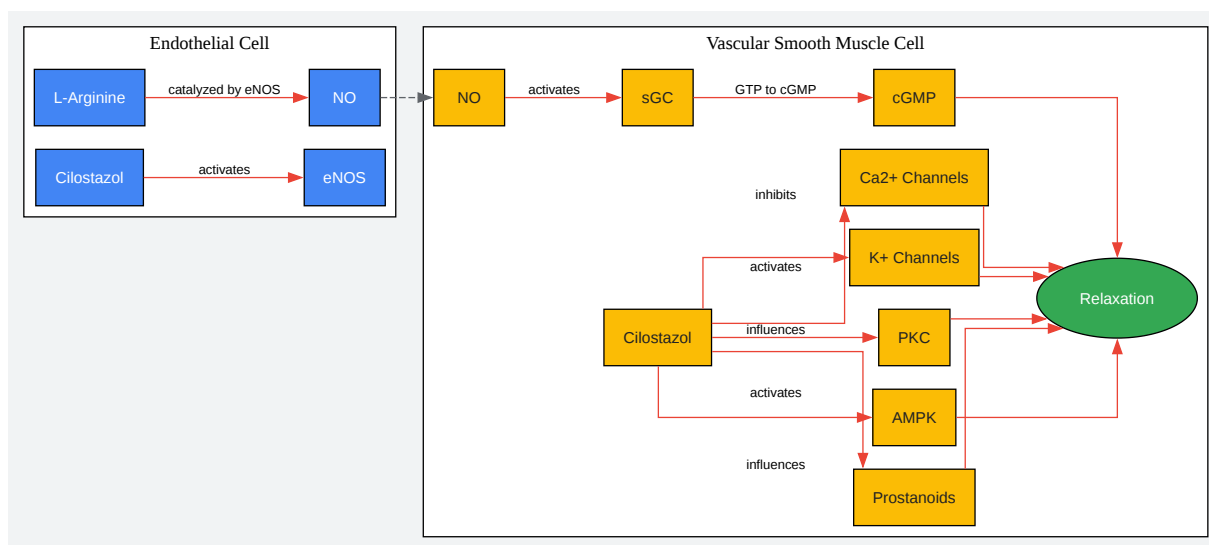 Endothelial Cell
Vascular Smooth Muscle Cell
L-Arginine
catalyzed by eNOS
NO
NO
activates
sGC
GTP to cGMP
cGMP
Cilostazol
activates
eNOS
Ca2+ Channels
inhibits
K+ Channels
activates
Relaxation
influences
Cilostazol
PKC
activates
AMPK
influences
Prostanoids